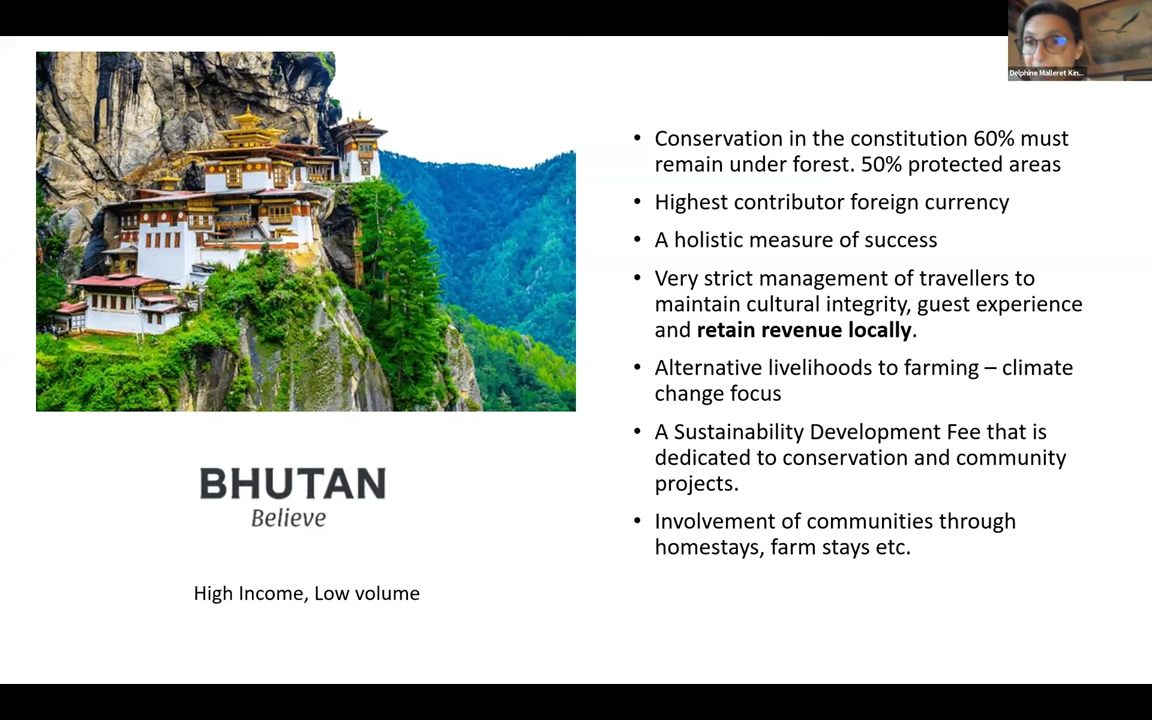 Delphine Malleret Kin...
• Conservation in the constitution 60% must
remain under forest. 50% protected areas
• Highest contributor foreign currency
• A holistic measure of success
• Very strict management of travellers to
maintain cultural integrity, guest experience
and retain revenue locally.
• Alternative livelihoods to farming – climate
change focus
• A Sustainability Development Fee that is
dedicated to conservation and community
projects.
• Involvement of communities through
homestays, farm stays etc.
BHUTAN
Believe
High Income, Low volume